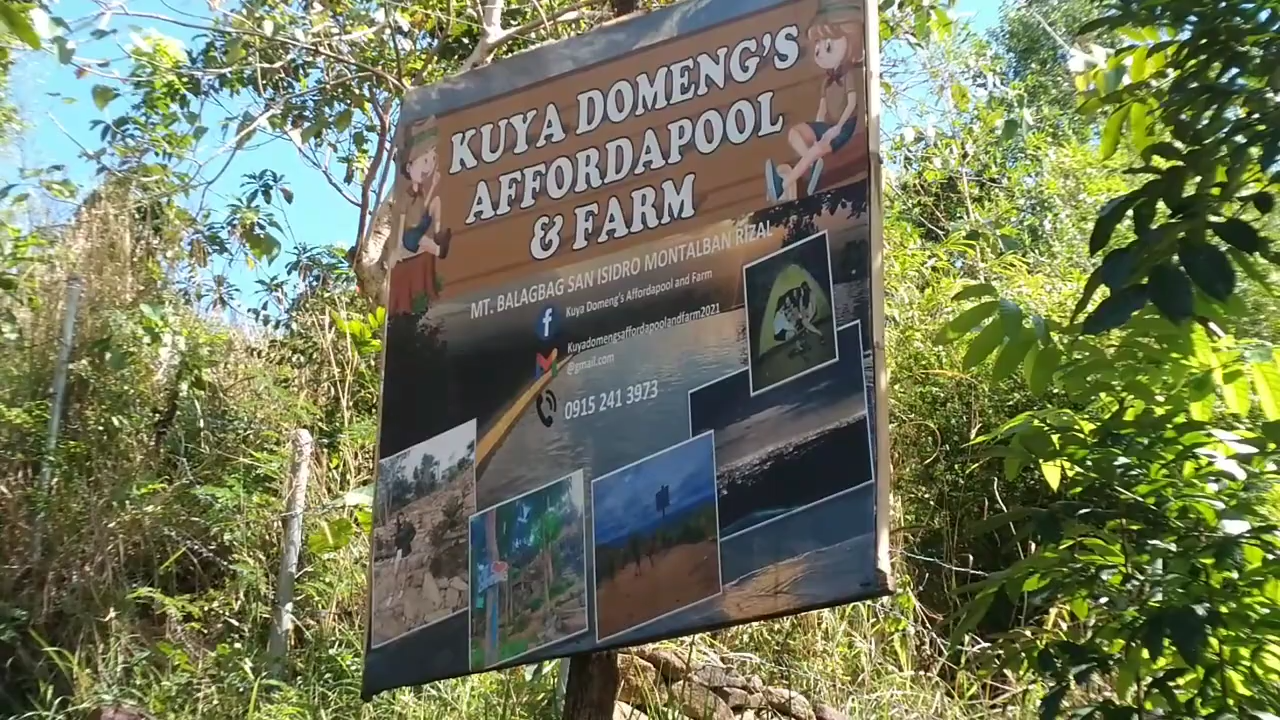 KUYA DOMENG'S
AFFORDAPOOL
& FARM
MT. BALAGBAG SAN ISIDRO MONTALBAN RIZAL
Kuya Domeng's Affordapool and Farm
Kuyadomengsaffordapoolandfarm2021
@gmail.com
0915 241 3973